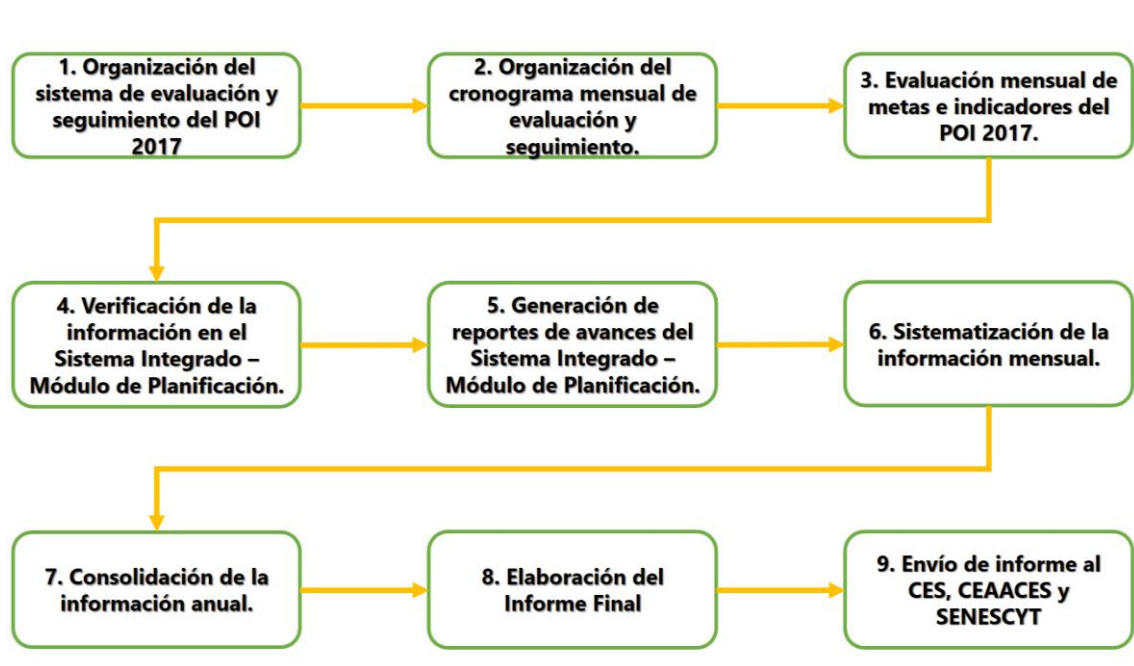 1. Organización del
sistema de evaluación y
seguimiento del POI
2017
2. Organización del
cronograma mensual de
evaluación y
seguimiento.
3. Evaluación mensual de
metas e indicadores del
POI 2017.
4. Verificación de la
información en el
Sistema Integrado –
Módulo de Planificación.
5. Generación de
reportes de avances del
Sistema Integrado –
Módulo de Planificación.
6. Sistematización de la
información mensual.
7. Consolidación de la
información anual.
8. Elaboración del
Informe Final
9. Envío de informe al
CES, CEAACES y
SENESCYT